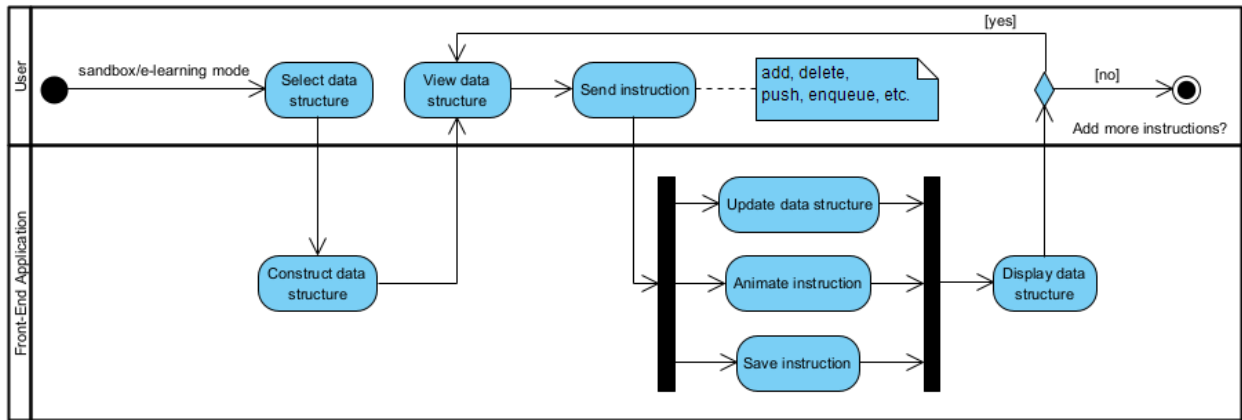 User
sandbox/e-learning mode
Select data
structure
View data
structure
Send instruction
add, delete,
push, enqueue, etc.
[yes]
[no]
Add more instructions?
Front-End Application
Construct data
structure
Update data structure
Animate instruction
Save instruction
Display data
structure